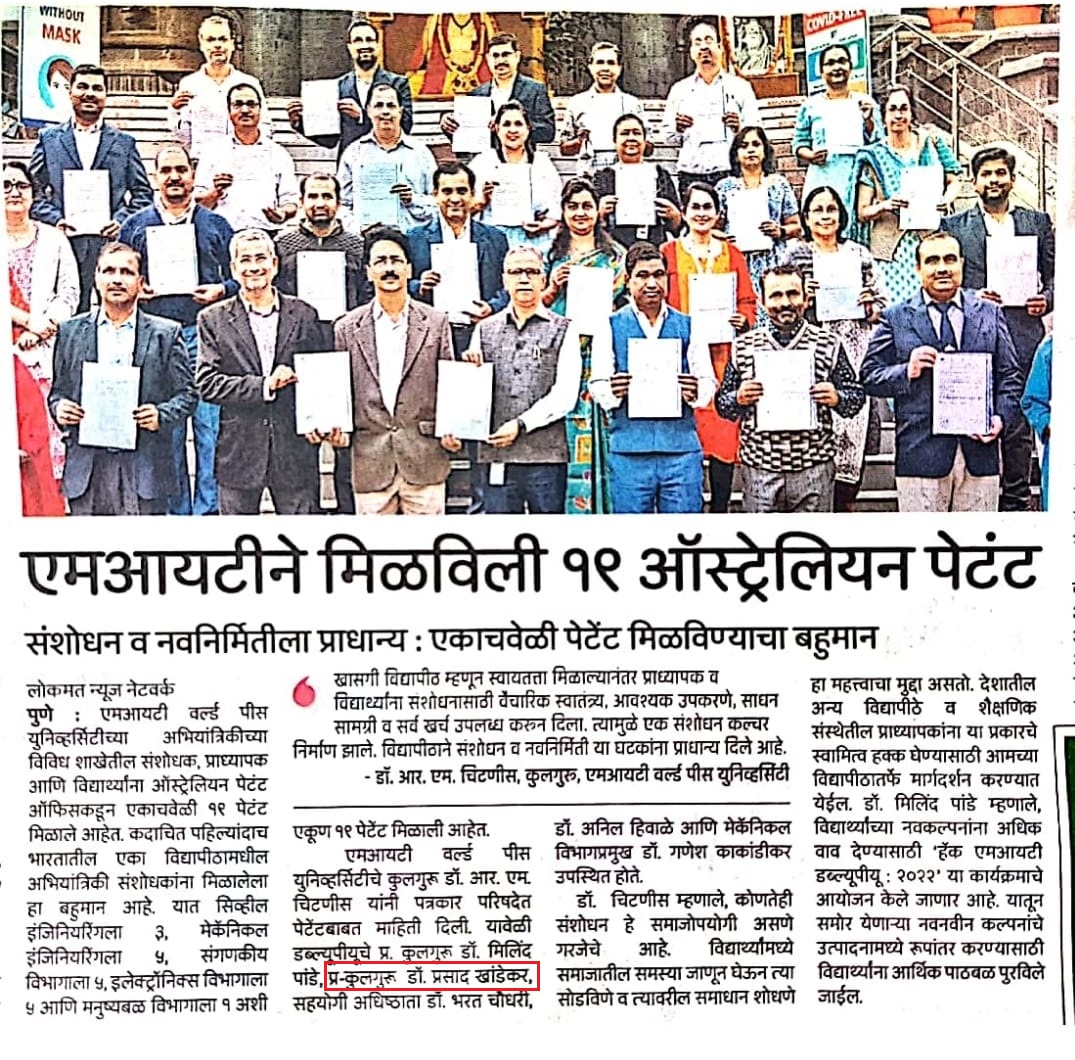 WITHOUT
MASK
COVID-FREE
एमआयटीने मिळविली १९ ऑस्ट्रेलियन पेटंट
संशोधन व नवनिर्मितीला प्राधान्य : एकाचवेळी पेटेंट मिळविण्याचा बहुमान
लोकमत न्यूज नेटवर्क
पुणे : एमआयटी वर्ल्ड पीस
युनिव्हर्सिटीच्या अभियांत्रिकीच्या
विविध शाखेतील संशोधक, प्राध्यापक
आणि विद्यार्थ्यांना ऑस्ट्रेलियन पेटंट
ऑफिसकडून एकाचवेळी १९ पेटंट
मिळाले आहेत. कदाचित पहिल्यांदाच
भारतातील एका विद्यापीठामधील
अभियांत्रिकी संशोधकांना मिळालेला
हा बहुमान आहे. यात सिव्हील
इंजिनियरिंगला ३, मेकॅनिकल
इंजिनियरिंगला ५, संगणकीय
विभागाला ५, इलेक्ट्रॉनिक्स विभागाला
५ आणि मनुष्यबळ विभागाला १ अशी
खासगी विद्यापीठ म्हणून स्वायतता मिळाल्यानंतर प्राध्यापक व
विद्यार्थ्यांना संशोधनासाठी वैचारिक स्वातंत्र्य, आवश्यक उपकरणे, साधन
सामग्री व सर्व खर्च उपलब्ध करून दिला. त्यामुळे एक संशोधन कल्चर
निर्माण झाले. विद्यापीठाने संशोधन व नवनिर्मिती या घटकांना प्राधान्य दिले आहे.
- डॉ. आर. एम. चिटणीस, कुलगुरू, एमआयटी वर्ल्ड पीस युनिव्हर्सिटी
एकूण १९ पेटेंट मिळाली आहेत.
एमआयटी वर्ल्ड पीस
युनिव्हर्सिटीचे कुलगुरू डॉ. आर. एम.
चिटणीस यांनी पत्रकार परिषदेत
पेटेंटबाबत माहिती दिली. यावेळी
डब्ल्यूपीयूचे प्र. कुलगुरू डॉ. मिलिंद
पांडे, प्र-कुलगुरू डॉ. प्रसाद खांडेकर,
सहयोगी अधिष्ठाता डॉ. भरत चौधरी,
डॉ. अनिल हिवाळे आणि मेकॅनिकल
विभागप्रमुख डॉ. गणेश काकांडीकर
उपस्थित होते.
डॉ. चिटणीस म्हणाले, कोणतेही
संशोधन हे समाजोपयोगी असणे
गरजेचे आहे. विद्यार्थ्यांमध्ये
समाजातील समस्या जाणून घेऊन त्या
सोडविणे व त्यावरील समाधान शोधणे
हा महत्त्वाचा मुद्दा असतो. देशातील
अन्य विद्यापीठे व शैक्षणिक
संस्थेतील प्राध्यापकांना या प्रकारचे
स्वामित्व हक्क घेण्यासाठी आमच्या
विद्यापीठातर्फे मार्गदर्शन करण्यात
येईल. डॉ. मिलिंद पांडे म्हणाले,
विद्यार्थ्यांच्या नवकल्पनांना अधिक
वाव देण्यासाठी 'हॅक एमआयटी
डब्ल्यूपीयू : २०२२' या कार्यक्रमाचे
आयोजन केले जाणार आहे. यातून
समोर येणाऱ्या नवनवीन कल्पनांचे
उत्पादनामध्ये रूपांतर करण्यासाठी
विद्यार्थ्यांना आर्थिक पाठबळ पुरविले
जाईल.